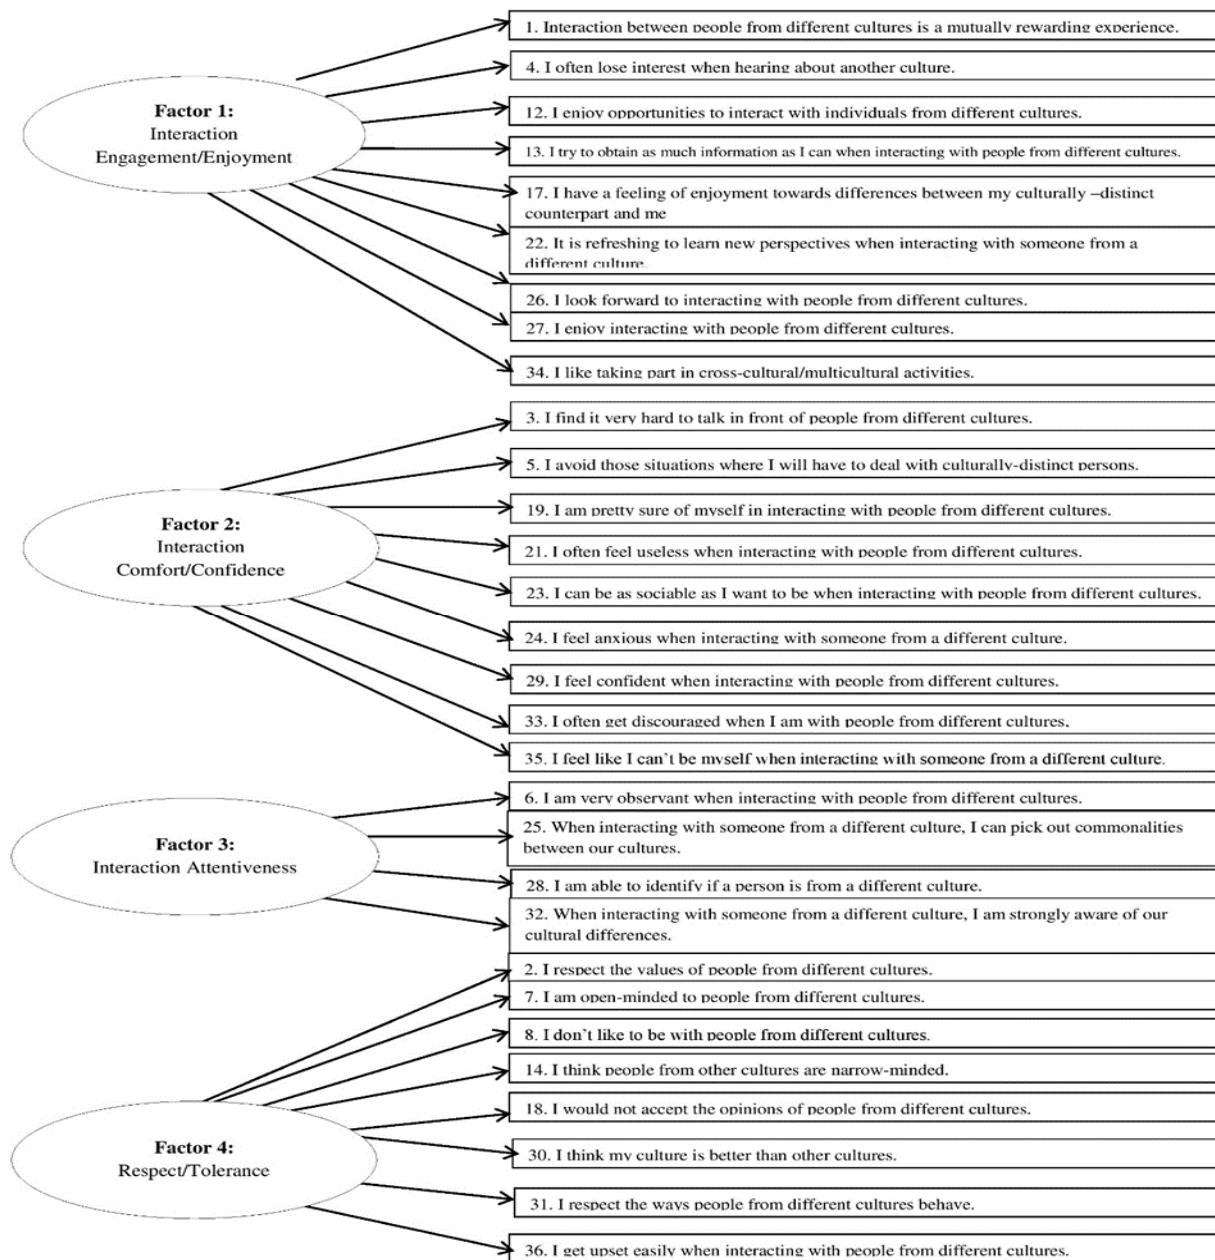 1. Interaction between people from different cultures is a mutually rewarding experience.
4. I often lose interest when hearing about another culture.
Factor 1:
Interaction
Engagement/Enjoyment
12. I enjoy opportunities to interact with individuals from different cultures.
13. I try to obtain as much information as I can when interacting with people from different cultures.
17. I have a feeling of enjoyment towards differences between my culturally –distinct
counterpart and me
22. It is refreshing to learn new perspectives when interacting with someone from a
different culture.
26. I look forward to interacting with people from different cultures.
27. I enjoy interacting with people from different cultures.
34. I like taking part in cross-cultural/multicultural activities.
3. I find it very hard to talk in front of people from different cultures.
5. I avoid those situations where I will have to deal with culturally-distinct persons.
19. I am pretty sure of myself in interacting with people from different cultures.
Factor 2:
Interaction
Comfort/Confidence
21. I often feel useless when interacting with people from different cultures.
23. I can be as sociable as I want to be when interacting with people from different cultures.
24. I feel anxious when interacting with someone from a different culture.
29. I feel confident when interacting with people from different cultures.
33. I often get discouraged when I am with people from different cultures.
35. I feel like I can't be myself when interacting with someone from a different culture.
6. I am very observant when interacting with people from different cultures.
25. When interacting with someone from a different culture, I can pick out commonalities
between our cultures.
Factor 3:
Interaction Attentiveness
28. I am able to identify if a person is from a different culture.
32. When interacting with someone from a different culture, I am strongly aware of our
cultural differences.
2. I respect the values of people from different cultures.
7. I am open-minded to people from different cultures.
8. I don't like to be with people from different cultures.
14. I think people from other cultures are narrow-minded.
18. I would not accept the opinions of people from different cultures.
Factor 4:
Respect/Tolerance
30. I think my culture is better than other cultures.
31. I respect the ways people from different cultures behave.
36. I get upset easily when interacting with people from different cultures.